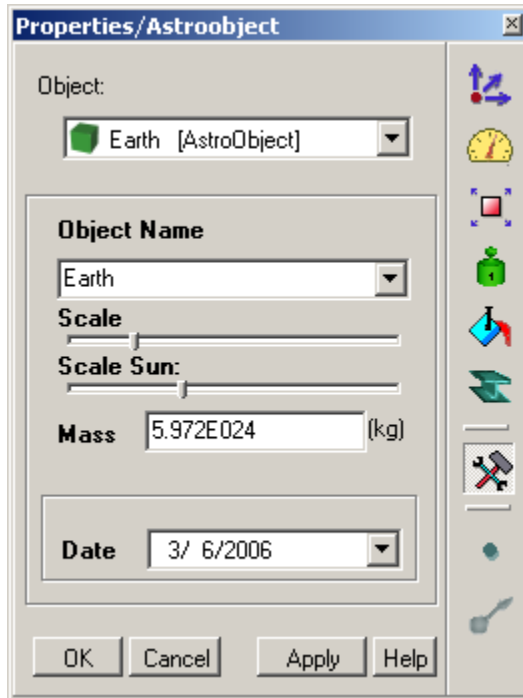 Properties/Astroobject
Object:
Earth [AstroObject]
Object Name
Earth
Scale
Scale Sun:
Mass 5.972E024 (kg)
1
Date 3/ 6/2006
OK Cancel Apply Help